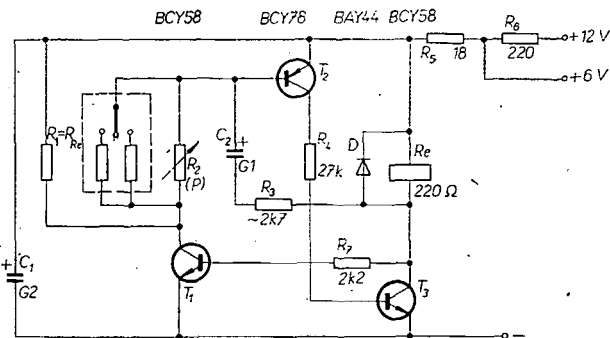 BCY58 BCY78 BAY44 BCY58
R5 18
R6 220
+12 V
+6 V
T2
R1=RRe
R2 (P)
C2 +
G1
R4 27k
D
Re
220 Ω
R3
~2k7
R7
2k2
+ C1
G2
T1
T3
−